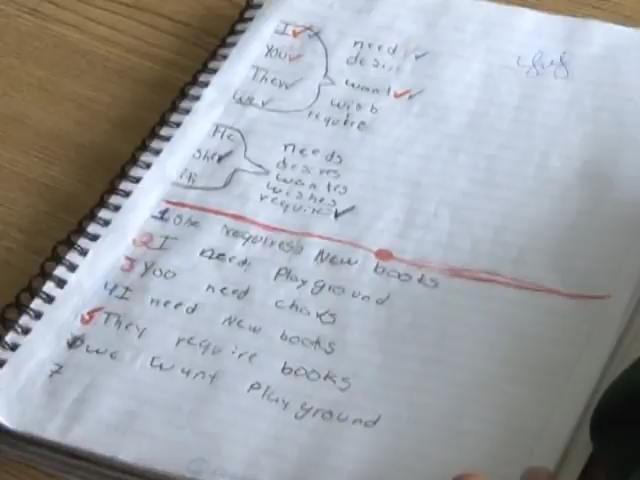 I
You
They
we
need
desire
want
wish
require
He
She
it
needs
desires
wantes
wishes
requires
1 She requires New books
2 I need playground
3 You need chairs
4 I need New books
5 They require books
6 we want playground
7